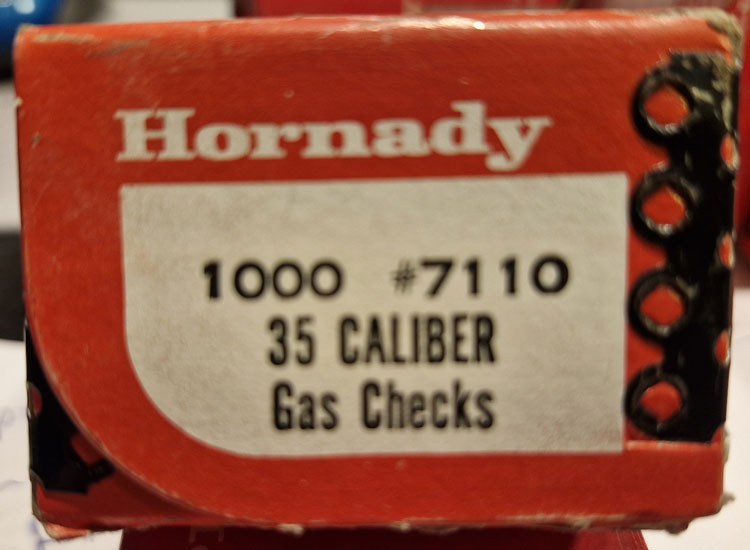 Hornady
1000 #7110
35 CALIBER
Gas Checks